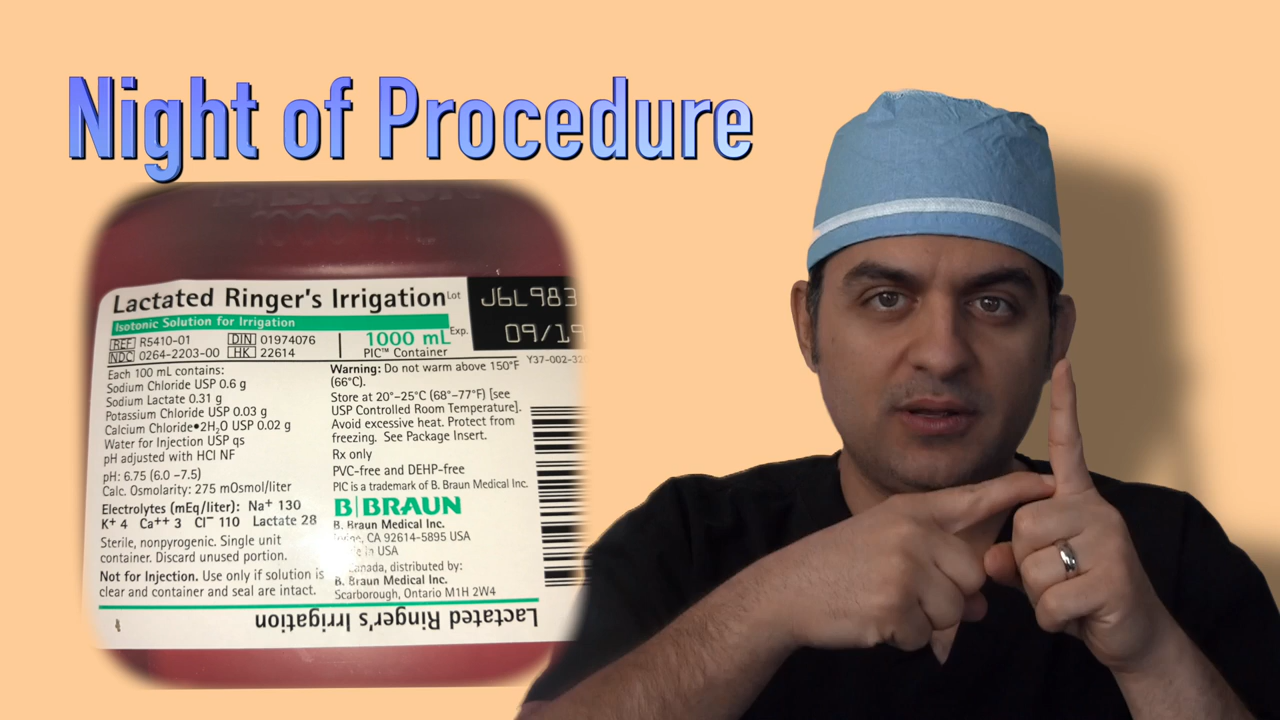 Night of Procedure
Lactated Ringer's Irrigation
Lot J6L983
Isotonic Solution for Irrigation
Exp. 09/19
REF R5410-01 DIN 01974076
NDC 0264-2203-00 HK 22614
1000 mL
PIC™ Container
Y37-002-32
Each 100 mL contains:
Sodium Chloride USP 0.6 g
Sodium Lactate 0.31 g
Potassium Chloride USP 0.03 g
Calcium Chloride•2H₂O USP 0.02 g
Water for Injection USP qs
pH adjusted with HCl NF
pH: 6.75 (6.0 –7.5)
Calc. Osmolarity: 275 mOsmol/liter
Electrolytes (mEq/liter): Na⁺ 130
K⁺ 4 Ca⁺⁺ 3 Cl⁻ 110 Lactate 28
Sterile, nonpyrogenic. Single unit
container. Discard unused portion.
Not for Injection. Use only if solution is
clear and container and seal are intact.
Warning: Do not warm above 150°F
(66°C).
Store at 20°–25°C (68°–77°F) [see
USP Controlled Room Temperature].
Avoid excessive heat. Protect from
freezing. See Package Insert.
Rx only
PVC-free and DEHP-free
PIC is a trademark of B. Braun Medical Inc.
B|BRAUN
B. Braun Medical Inc.
CA 92614-5895 USA
in USA
distributed by:
B. Braun Medical Inc.
Scarborough, Ontario M1H 2W4
Lactated Ringer's Irrigation